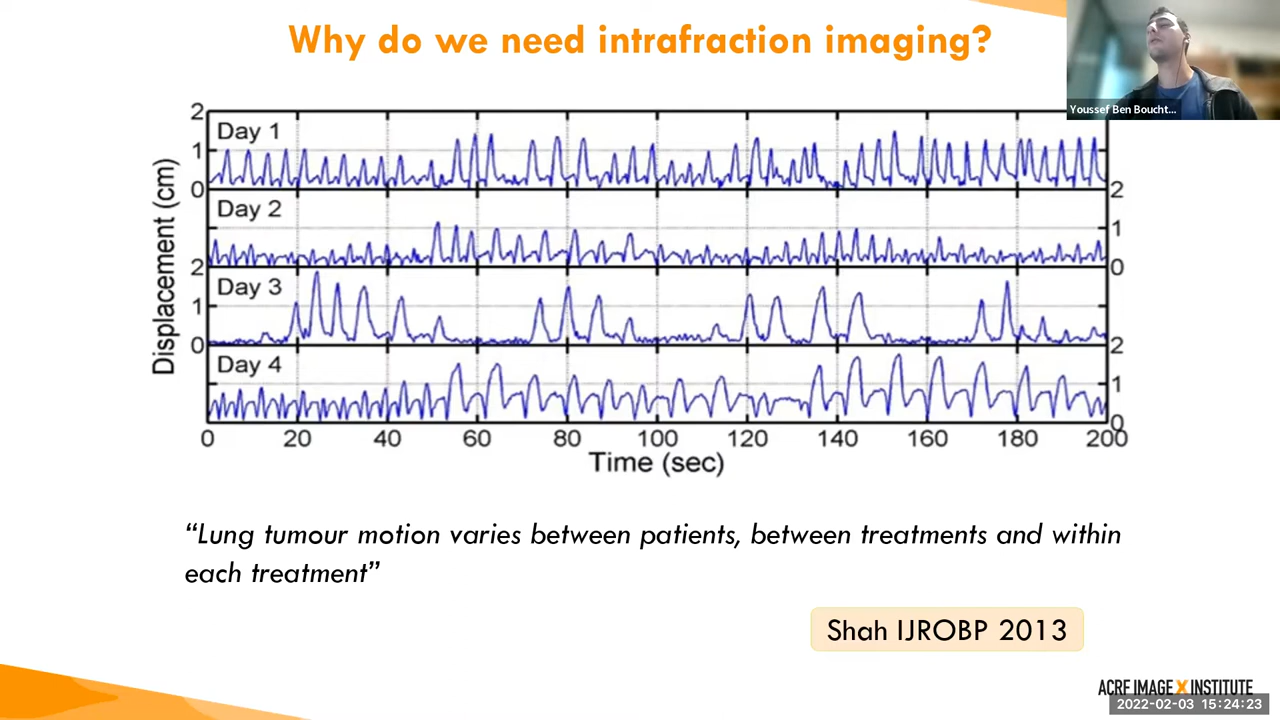 Why do we need intrafraction imaging?
Youssef Ben Boucht...
Displacement (cm)
2
Day 1
1
0
2
Day 2
1
2
0
Day 3
1
0
2
Day 4
1
0
0 20 40 60 80 100 120 140 160 180 200
Time (sec)
“Lung tumour motion varies between patients, between treatments and within
each treatment”
Shah IJROBP 2013
ACRF IMAGE X INSTITUTE
2022-02-03 15:24:23